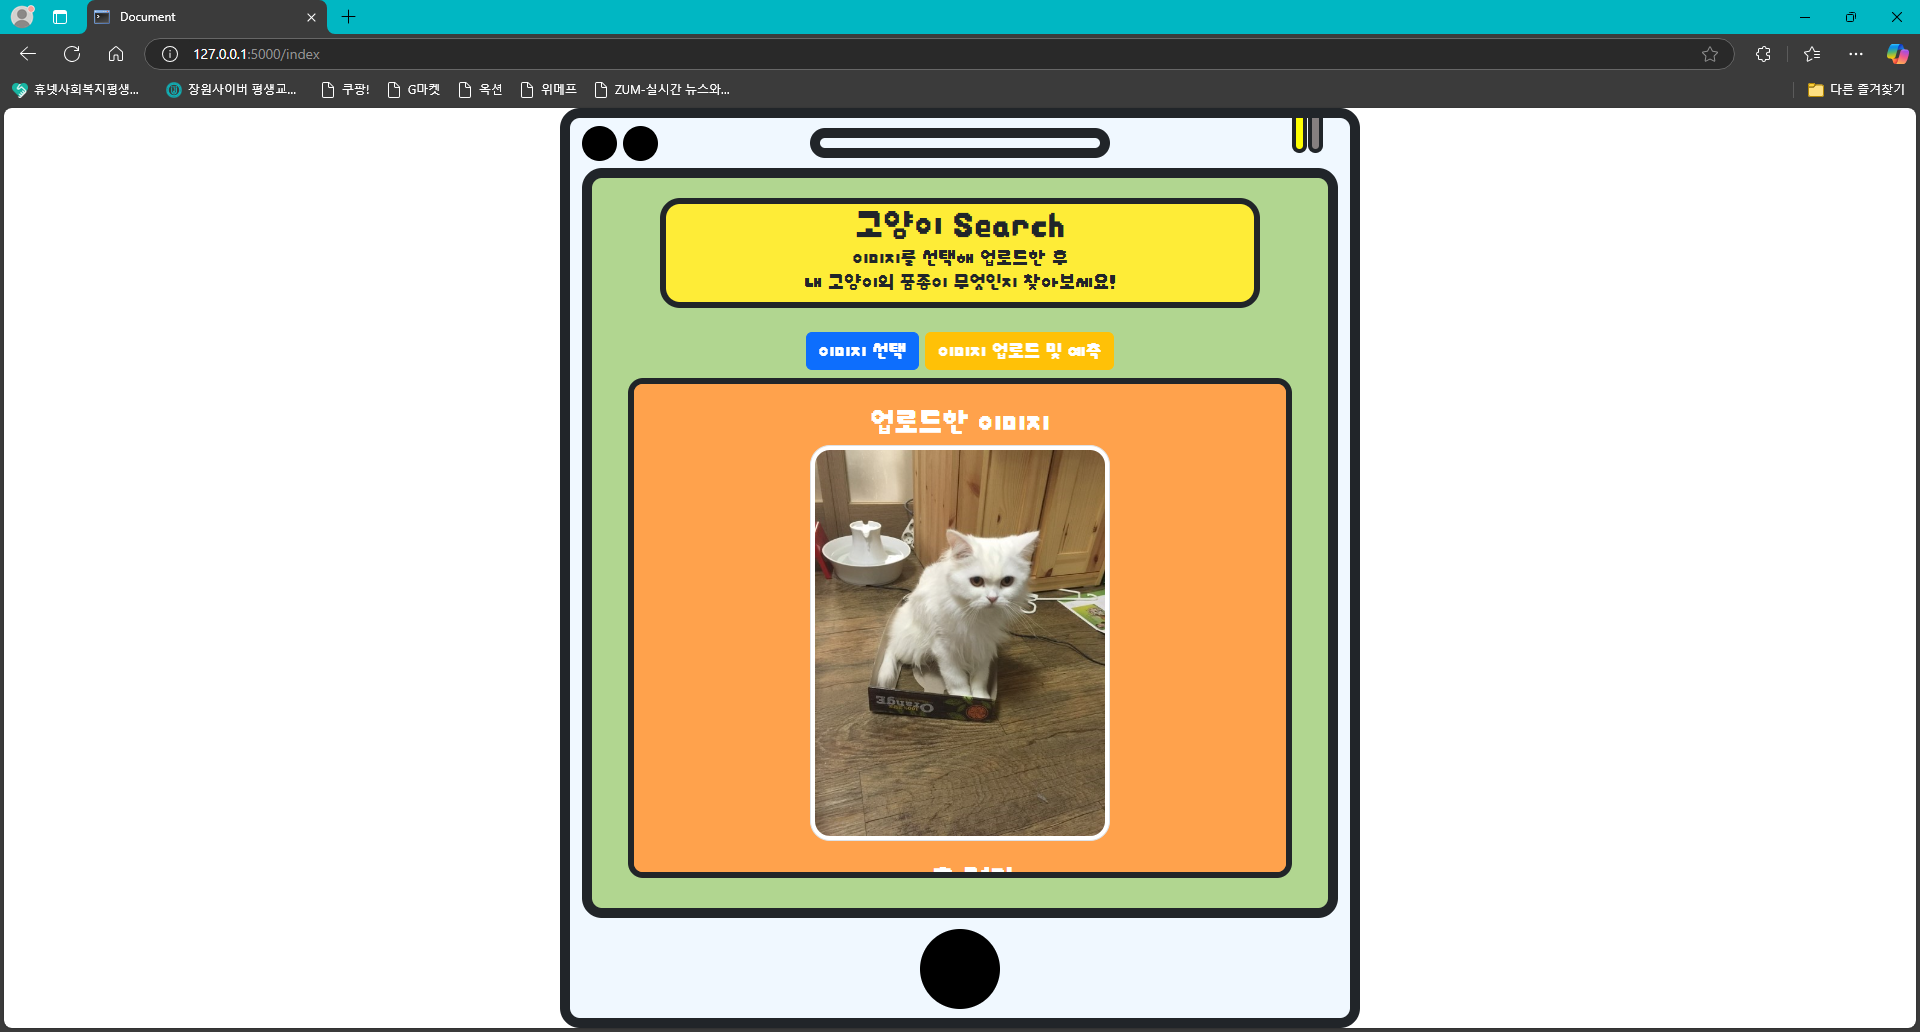 Document
127.0.0.1:5000/index
휴넷사회복지평생...
장원사이버 평생교...
쿠팡!
G마켓
옥션
위메프
ZUM-실시간 뉴스와...
다른 즐겨찾기
고양이 Search
이미지를 선택해 업로드한 후
내 고양이의 품종이 무엇인지 찾아보세요!
이미지 선택
이미지 업로드 및 예측
업로드한 이미지
Orange